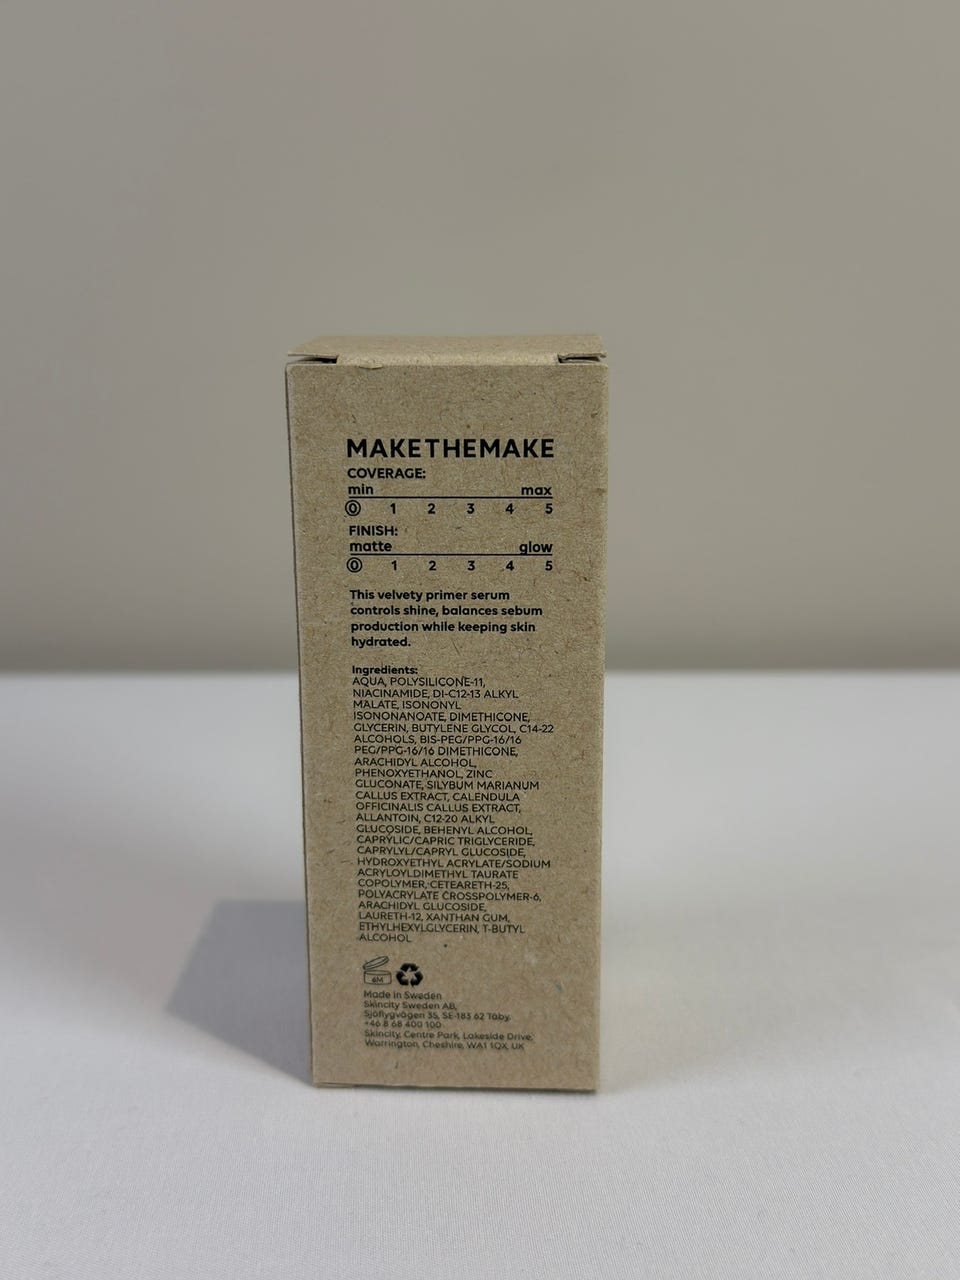 MAKETHEMAKE
COVERAGE:
min max
0 1 2 3 4 5
FINISH:
matte glow
0 1 2 3 4 5
This velvety primer serum
controls shine, balances sebum
production while keeping skin
hydrated.
Ingredients:
AQUA, POLYSILICONE-11,
NIACINAMIDE, DI-C12-13 ALKYL
MALATE, ISONONYL
ISONONANOATE, DIMETHICONE,
GLYCERIN, BUTYLENE GLYCOL, C14-22
ALCOHOLS, BIS-PEG/PPG-16/16
PEG/PPG-16/16 DIMETHICONE,
ARACHIDYL ALCOHOL,
PHENOXYETHANOL, ZINC
GLUCONATE, SILYBUM MARIANUM
CALLUS EXTRACT, CALENDULA
OFFICINALIS CALLUS EXTRACT,
ALLANTOIN, C12-20 ALKYL
GLUCOSIDE, BEHENYL ALCOHOL,
CAPRYLIC/CAPRIC TRIGLYCERIDE,
CAPRYLYL/CAPRYL GLUCOSIDE,
HYDROXYETHYL ACRYLATE/SODIUM
ACRYLOYLDIMETHYL TAURATE
COPOLYMER, CETEARETH-25,
POLYACRYLATE CROSSPOLYMER-6,
ARACHIDYL GLUCOSIDE,
LAURETH-12, XANTHAN GUM,
ETHYLHEXYLGLYCERIN, T-BUTYL
ALCOHOL
6M
Made in Sweden
Skincity Sweden AB,
Sjöflygvägen 35, SE-183 62 Täby.
+46 8 68 400 100
Skincity, Centre Park, Lakeside Drive,
Warrington, Cheshire, WA1 1QX, UK